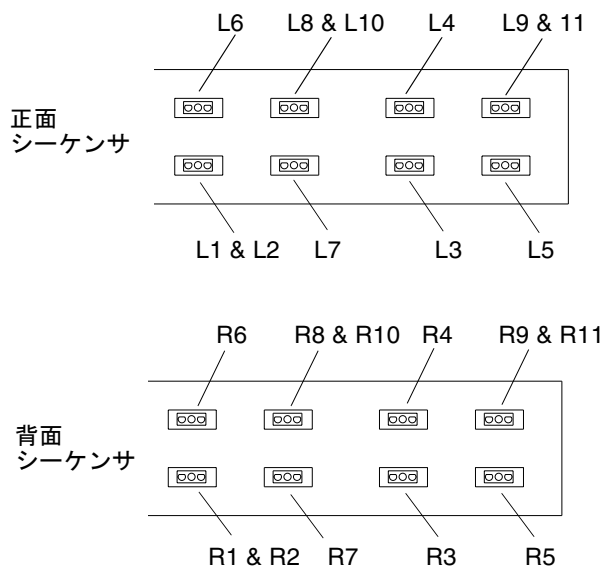 L6 L8 & L10 L4 L9 & 11
正面
シーケンサ
L1 & L2 L7 L3 L5
R6 R8 & R10 R4 R9 & R11
背面
シーケンサ
R1 & R2 R7 R3 R5